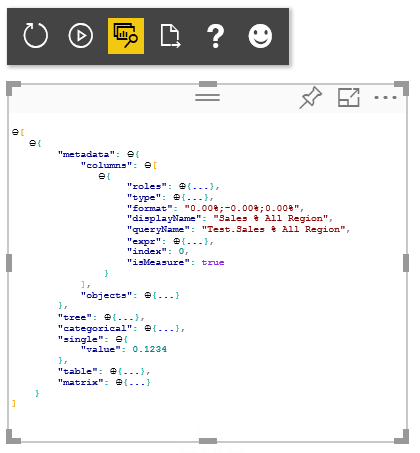 ?
[
{
"metadata": {
"columns": [
{
"roles": {...},
"type": {...},
"format": "0.00%;-0.00%;0.00%",
"displayName": "Sales % All Region",
"queryName": "Test.Sales % All Region",
"expr": {...},
"index": 0,
"isMeasure": true
}
],
"objects": {...}
},
"tree": {...},
"categorical": {...},
"single": {
"value": 0.1234
},
"table": {...},
"matrix": {...}
}
]